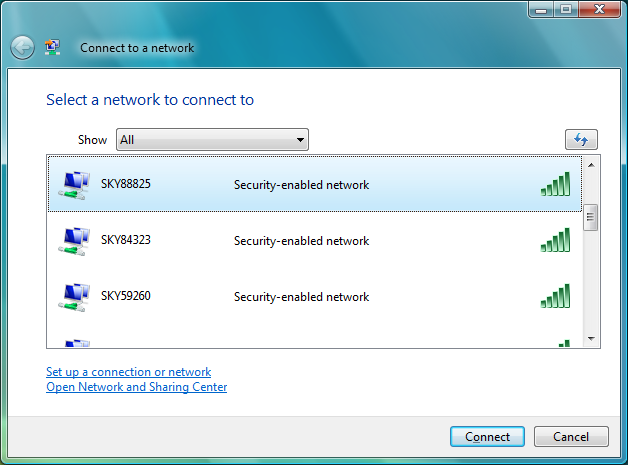 Connect to a network
Select a network to connect to
Show All
SKY88825 Security-enabled network
SKY84323 Security-enabled network
SKY59260 Security-enabled network
Set up a connection or network
Open Network and Sharing Center
Connect Cancel